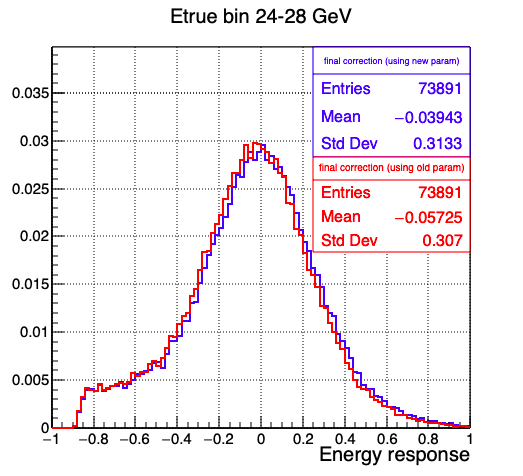 Etrue bin 24-28 GeV
final correction (using new param)
Entries 73891
Mean −0.03943
Std Dev 0.3133
final correction (using old param)
Entries 73891
Mean −0.05725
Std Dev 0.307
0.035
0.03
0.025
0.02
0.015
0.01
0.005
0
−1 −0.8 −0.6 −0.4 −0.2 0 0.2 0.4 0.6 0.8 1
Energy response